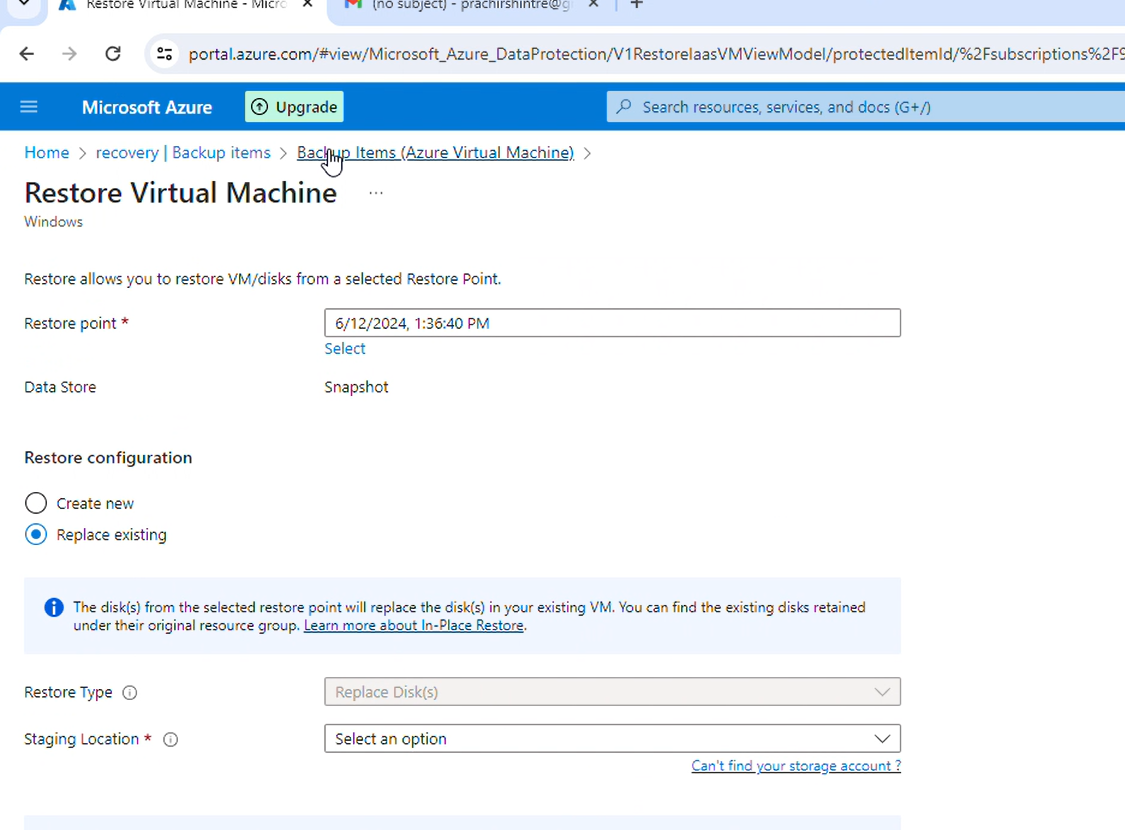 Restore Virtual Machine - Micro
(no subject) - prachirshintre@g
portal.azure.com/#view/Microsoft_Azure_DataProtection/V1RestoreIaasVMViewModel/protectedItemId/%2Fsubscriptions%2F9
Microsoft Azure
Upgrade
Search resources, services, and docs (G+/)
Home > recovery | Backup items > Backup Items (Azure Virtual Machine) >
Restore Virtual Machine ...
Windows
Restore allows you to restore VM/disks from a selected Restore Point.
Restore point * 6/12/2024, 1:36:40 PM
Select
Data Store Snapshot
Restore configuration
Create new
Replace existing
The disk(s) from the selected restore point will replace the disk(s) in your existing VM. You can find the existing disks retained
under their original resource group. Learn more about In-Place Restore.
Restore Type Replace Disk(s)
Staging Location * Select an option
Can't find your storage account ?